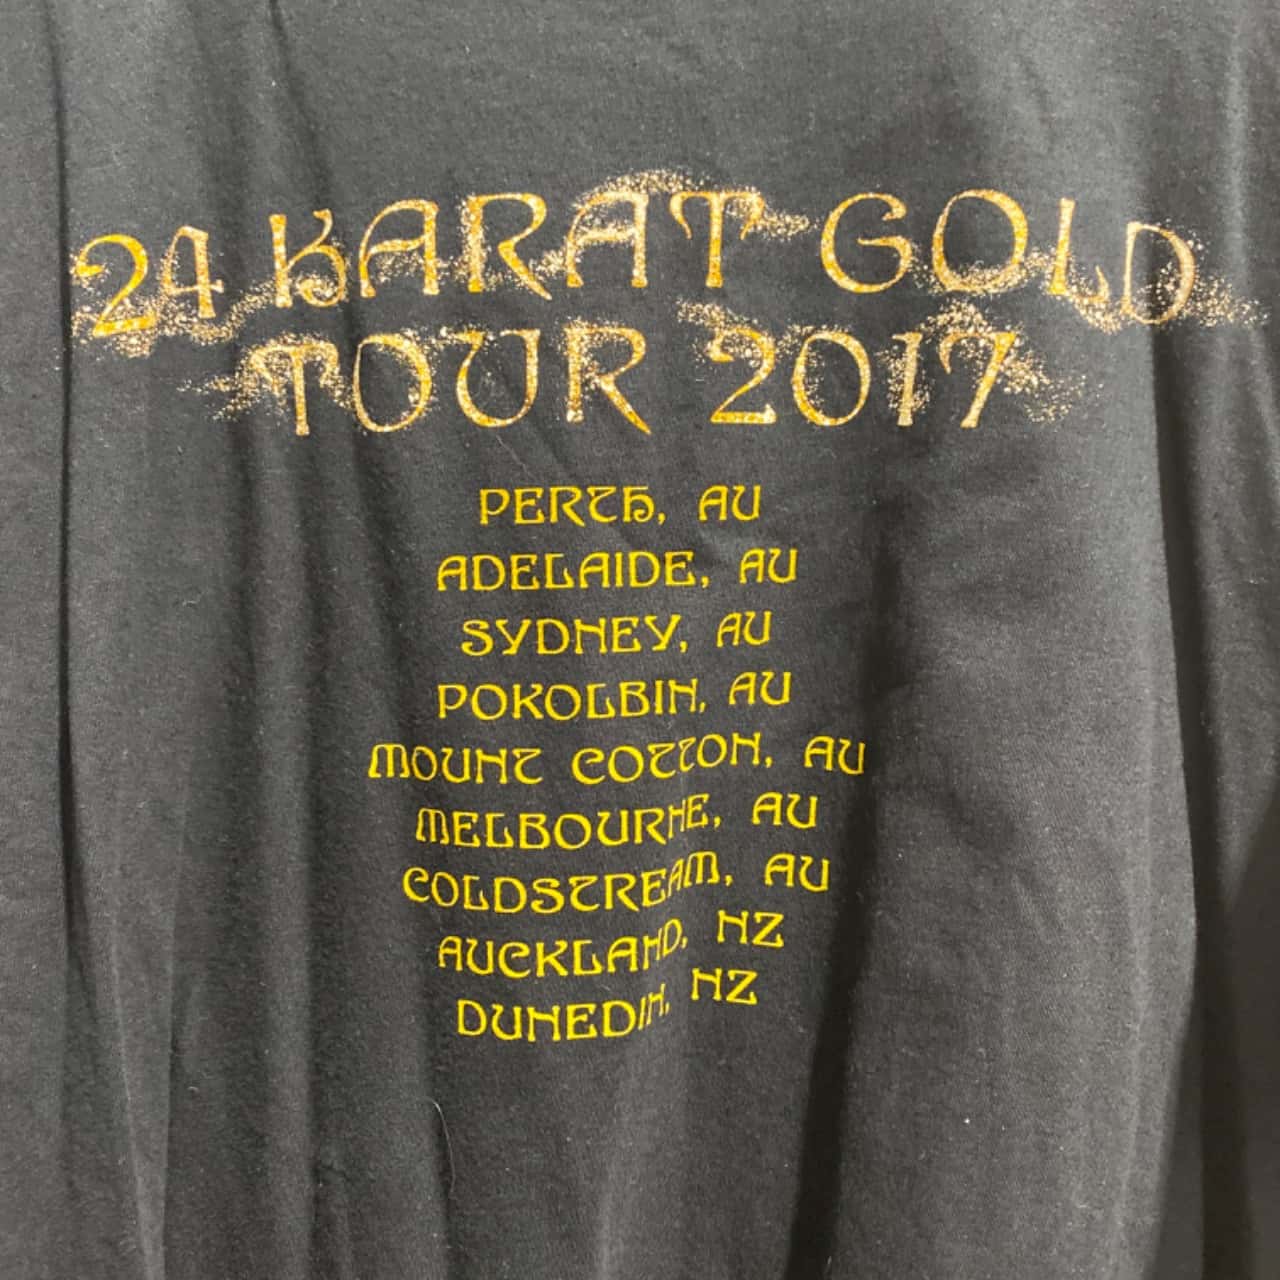 24 KARAT GOLD
TOUR 2017
PERTH, AU
ADELAIDE, AU
SYDNEY, AU
POKOLBIN, AU
MOUNT COTTON, AU
MELBOURNE, AU
COLDSTREAM, AU
AUCKLAND, NZ
DUNEDIN, NZ